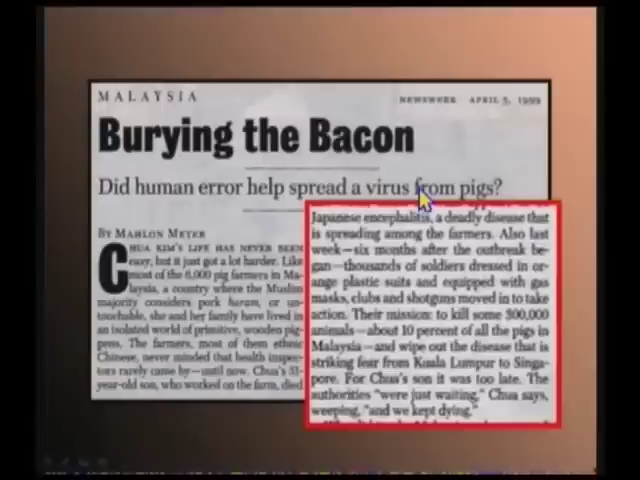 MALAYSIA
NEWSWEEK APRIL 5, 1999
Burying the Bacon
Did human error help spread a virus from pigs?
BY MAHLON MEYER
CHUA KIM'S LIFE HAS NEVER BEEN
easy, but it just got a lot harder. Like
most of the 6,000 pig farmers in Ma-
laysia, a country where the Muslim
majority considers pork haram, or un-
touchable, she and her family have lived in
an isolated world of primitive, wooden pig-
pens. The farmers, most of them ethnic
Chinese, never minded that health inspec-
tors rarely came by—until now. Chua's
year-old son, who worked on the farm, died
Japanese encephalitis, a deadly disease that
is spreading among the farmers. Also last
week—six months after the outbreak be-
gan—thousands of soldiers dressed in or-
ange plastic suits and equipped with gas
masks, clubs and shotguns moved in to take
action. Their mission: to kill some 300,000
animals—about 10 percent of all the pigs in
Malaysia—and wipe out the disease that is
striking fear from Kuala Lumpur to Singa-
pore. For Chua's son it was too late. The
authorities "were just waiting," Chua says,
weeping, "and we kept dying."